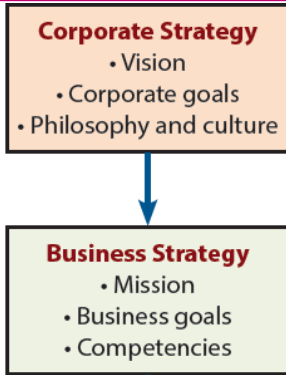 Corporate Strategy
• Vision
• Corporate goals
• Philosophy and culture
Business Strategy
• Mission
• Business goals
• Competencies